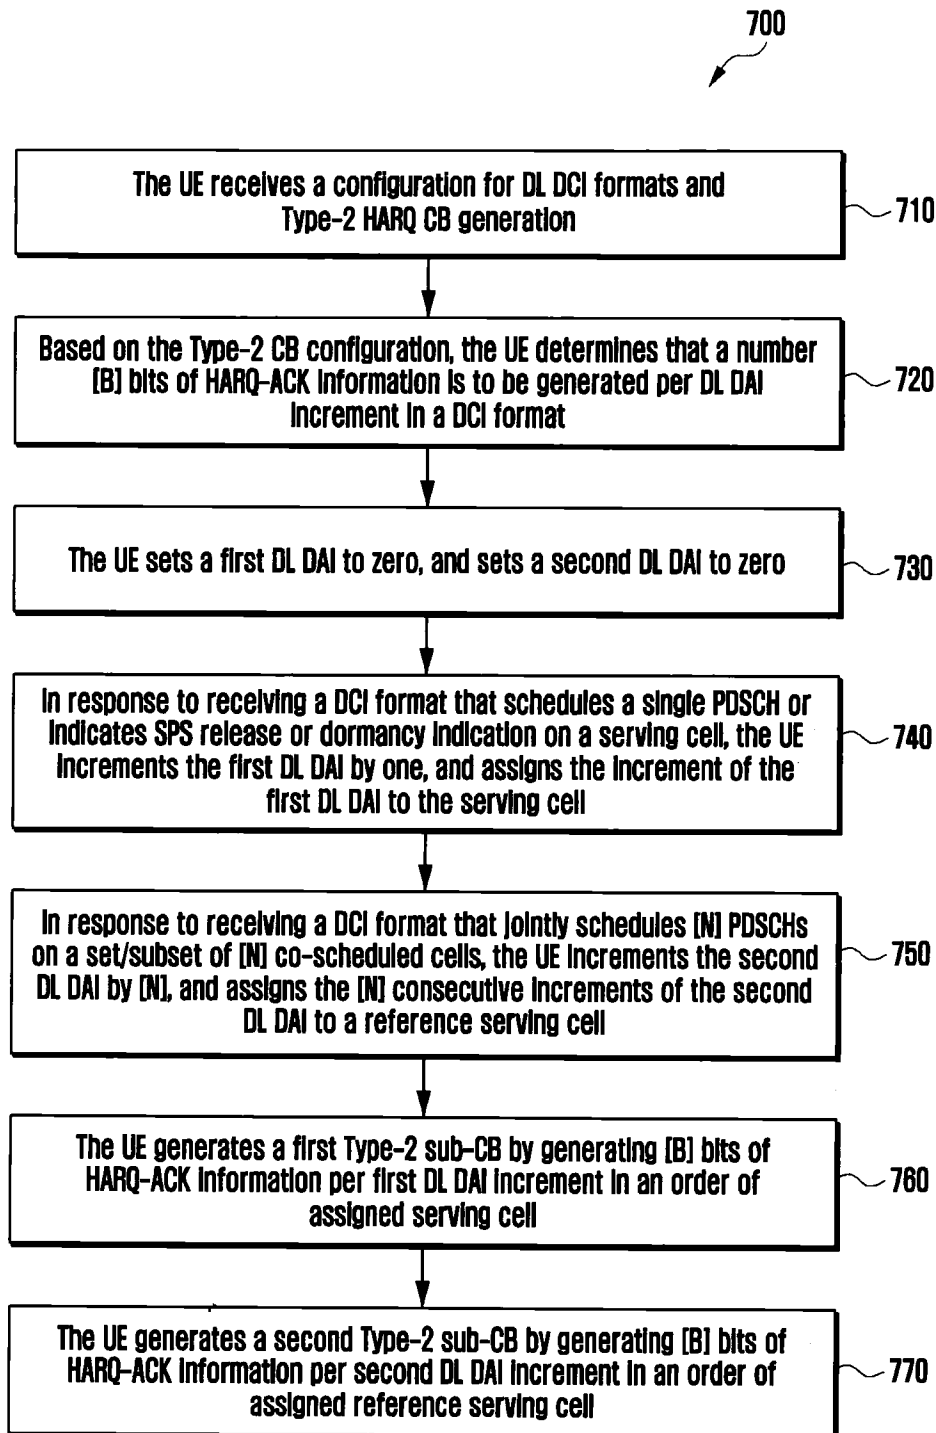 700
The UE receives a configuration for DL DCI formats and
Type-2 HARQ CB generation
710
Based on the Type-2 CB configuration, the UE determines that a number
[B] bits of HARQ-ACK information is to be generated per DL DAI
increment in a DCI format
720
The UE sets a first DL DAI to zero, and sets a second DL DAI to zero
730
In response to receiving a DCI format that schedules a single PDSCH or
indicates SPS release or dormancy indication on a serving cell, the UE
increments the first DL DAI by one, and assigns the increment of the
first DL DAI to the serving cell
740
In response to receiving a DCI format that jointly schedules [N] PDSCHs
on a set/subset of [N] co-scheduled cells, the UE increments the second
DL DAI by [N], and assigns the [N] consecutive increments of the second
DL DAI to a reference serving cell
750
The UE generates a first Type-2 sub-CB by generating [B] bits of
HARQ-ACK information per first DL DAI increment in an order of
assigned serving cell
760
The UE generates a second Type-2 sub-CB by generating [B] bits of
HARQ-ACK information per second DL DAI increment in an order of
assigned reference serving cell
770